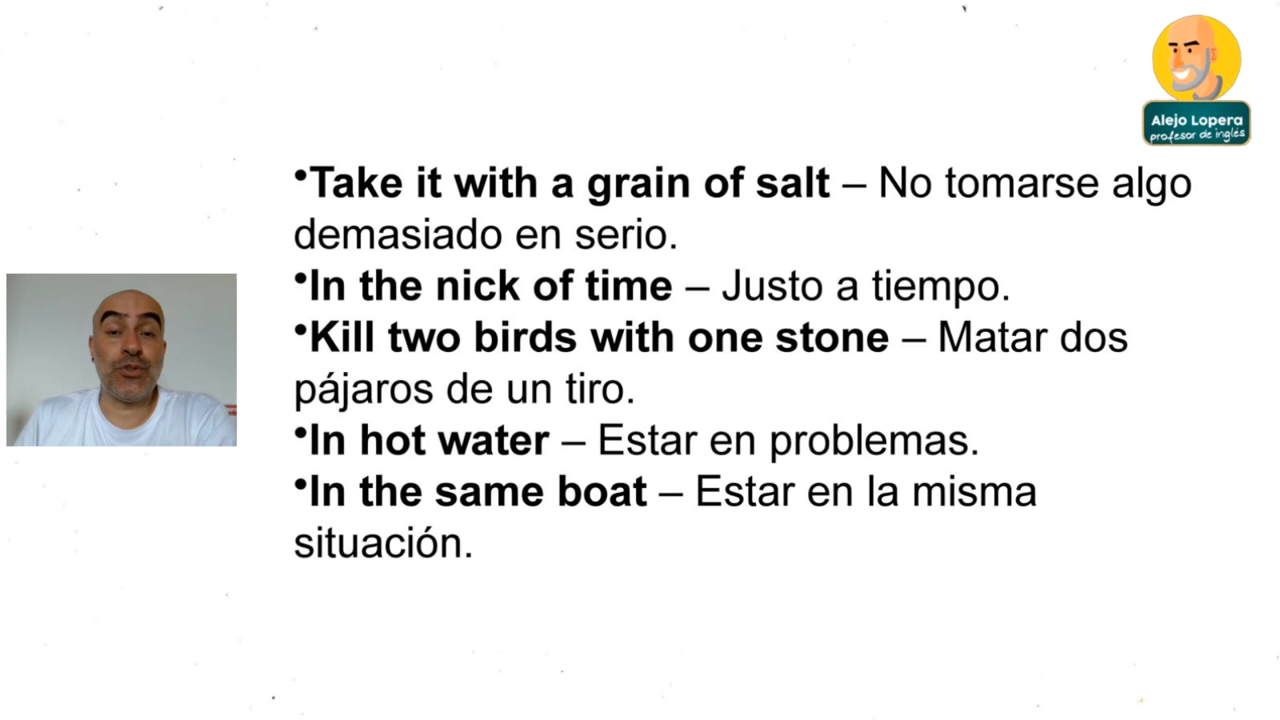 Alejo Lopera
profesor de inglés
•Take it with a grain of salt – No tomarse algo
demasiado en serio.
•In the nick of time – Justo a tiempo.
•Kill two birds with one stone – Matar dos
pájaros de un tiro.
•In hot water – Estar en problemas.
•In the same boat – Estar en la misma
situación.